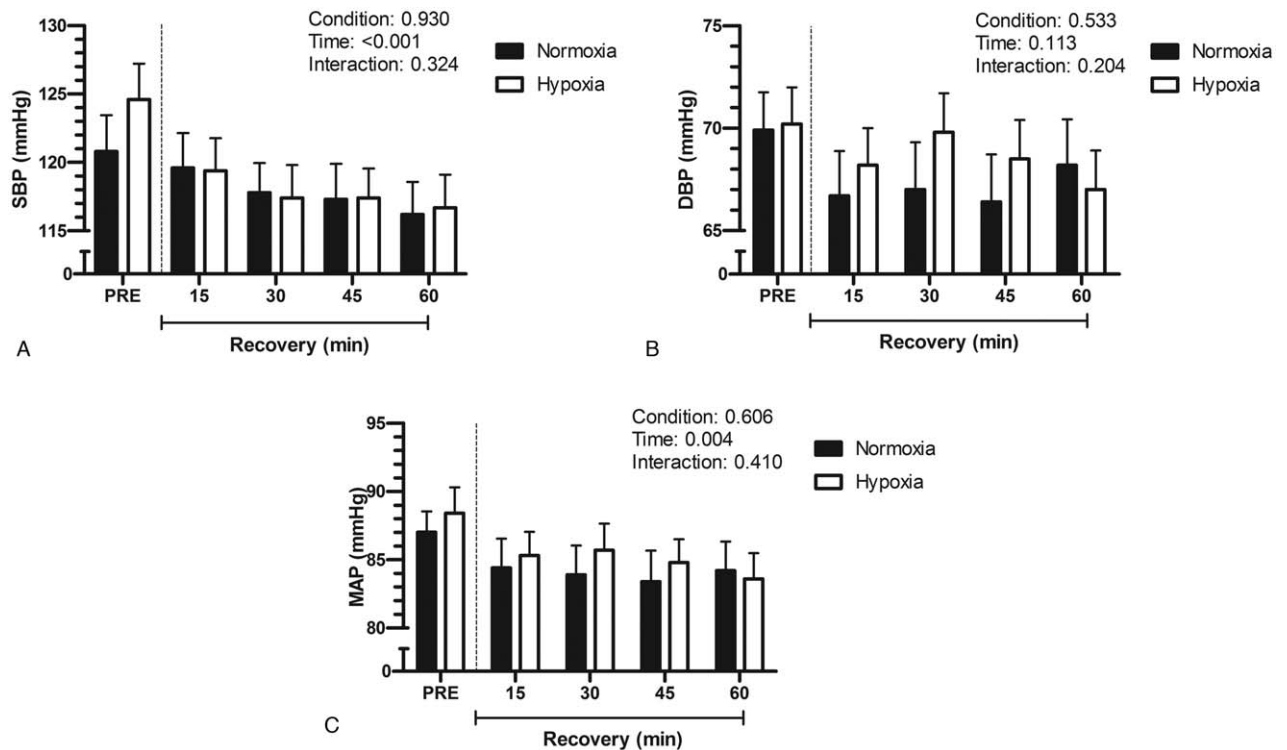 Condition: 0.930
Time: <0.001
Interaction: 0.324
Normoxia
Hypoxia
SBP (mmHg)
130
125
120
115
0
PRE 15 30 45 60
Recovery (min)
A
Condition: 0.533
Time: 0.113
Interaction: 0.204
Normoxia
Hypoxia
DBP (mmHg)
75
70
65
0
PRE 15 30 45 60
Recovery (min)
B
Condition: 0.606
Time: 0.004
Interaction: 0.410
Normoxia
Hypoxia
MAP (mmHg)
95
90
85
80
0
PRE 15 30 45 60
Recovery (min)
C